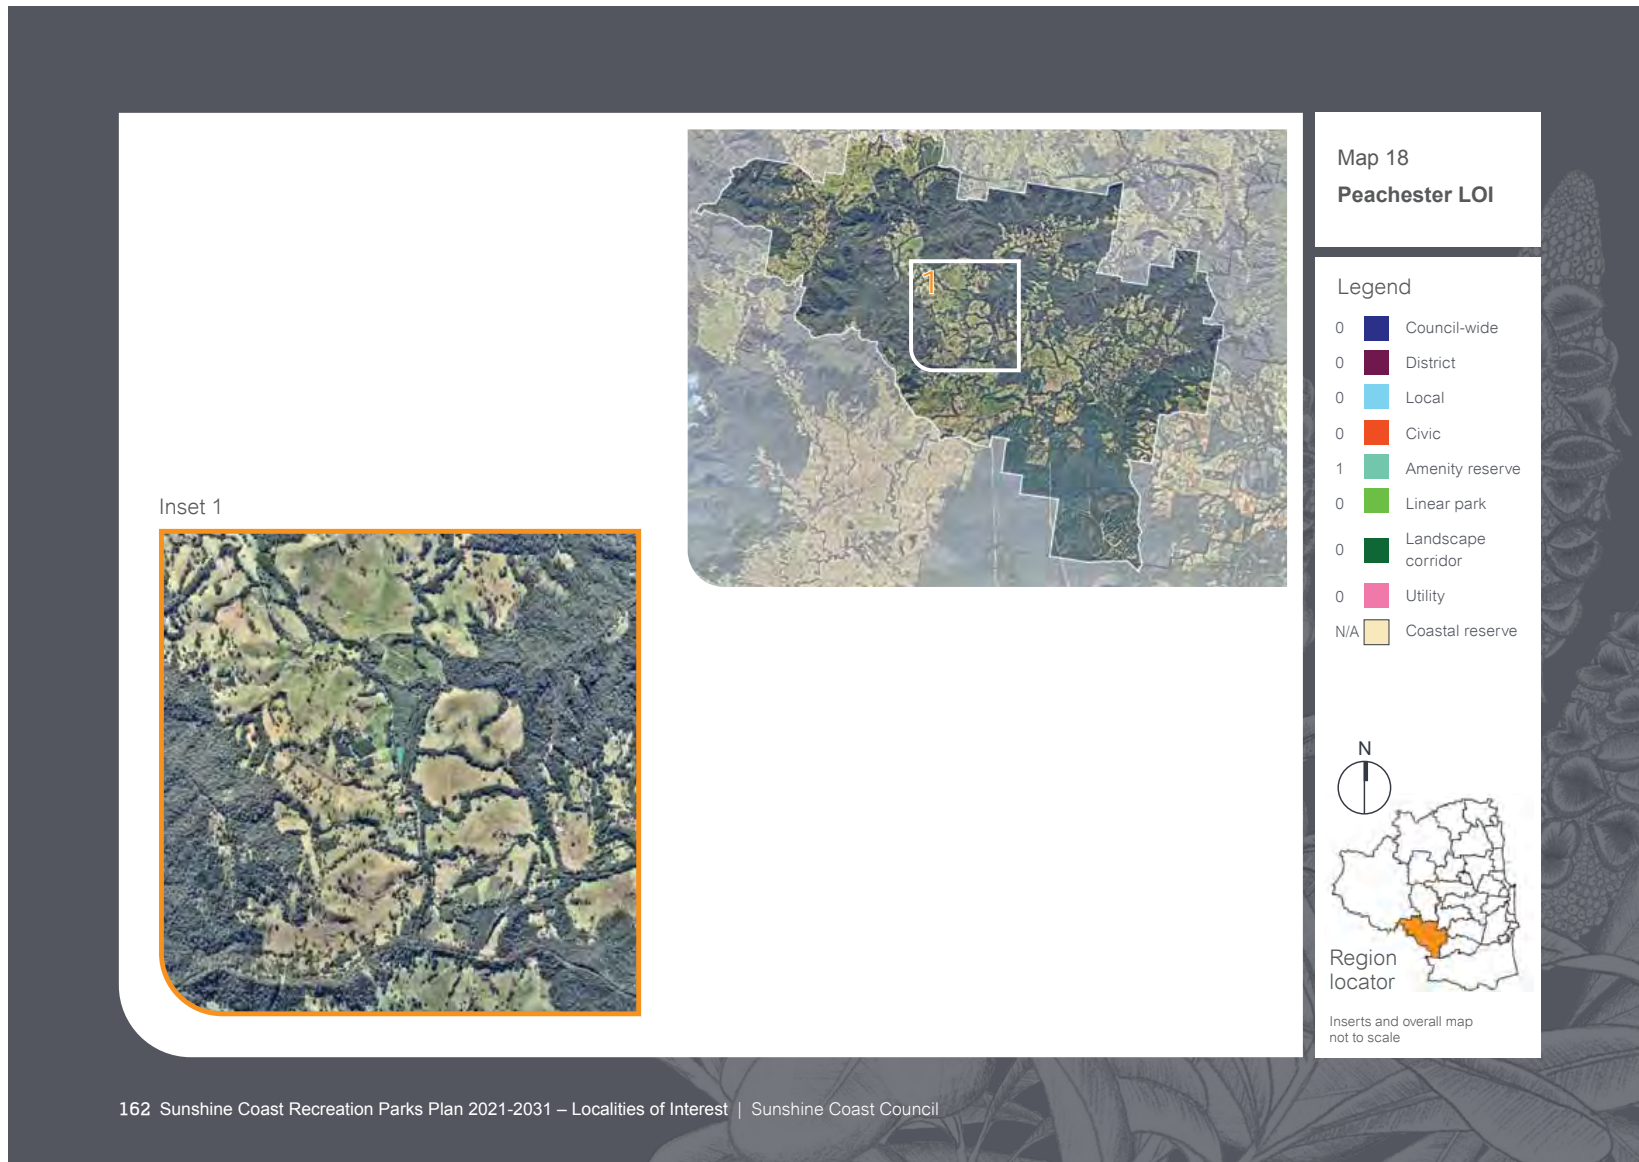 Map 18
Peachester LOI
Legend
0 Council-wide
0 District
0 Local
0 Civic
1 Amenity reserve
0 Linear park
0 Landscape
corridor
0 Utility
N/A Coastal reserve
N
Region
locator
Inserts and overall map
not to scale
1
Inset 1
162 Sunshine Coast Recreation Parks Plan 2021-2031 – Localities of Interest | Sunshine Coast Council